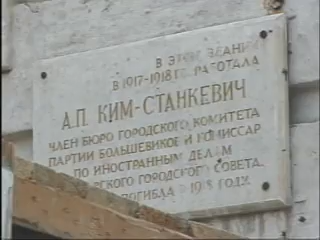 В ЭТОМ ЗДАНИИ
В 1917-1918 ГГ. РАБОТАЛА
А.П. КИМ-СТАНКЕВИЧ
ЧЛЕН БЮРО ГОРОДСКОГО КОМИТЕТА
ПАРТИИ БОЛЬШЕВИКОВ И КОМИССАР
ПО ИНОСТРАННЫМ ДЕЛАМ
ГОРОДСКОГО СОВЕТА.
ПОГИБЛА В 1918 ГОДУ.